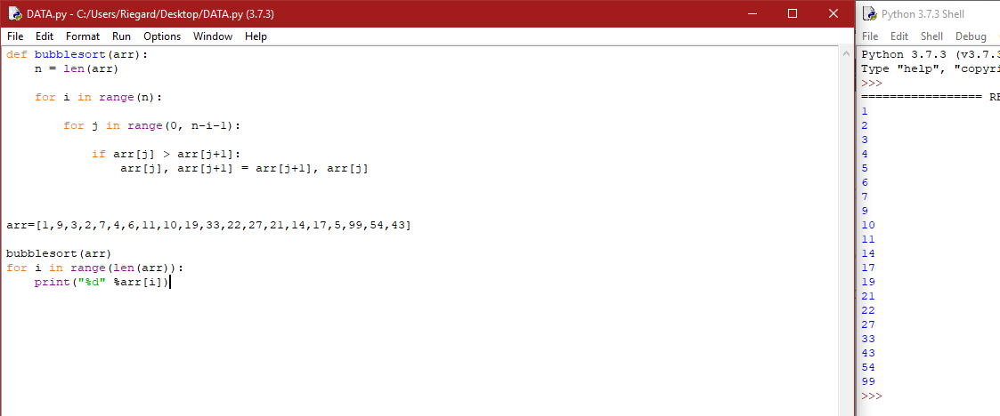 DATA.py - C:/Users/Riegard/Desktop/DATA.py (3.7.3)
File Edit Format Run Options Window Help
def bubblesort(arr):
    n = len(arr)
    for i in range(n):
        for j in range(0, n-i-1):
            if arr[j] > arr[j+1]:
                arr[j], arr[j+1] = arr[j+1], arr[j]
arr=[1,9,3,2,7,4,6,11,10,19,33,22,27,21,14,17,5,99,54,43]
bubblesort(arr)
for i in range(len(arr)):
    print("%d" %arr[i])
Python 3.7.3 Shell
File Edit Shell Debug
Python 3.7.3 (v3.7.3
Type "help", "copyri
>>>
================= RE
1
2
3
4
5
6
7
9
10
11
14
17
19
21
22
27
33
43
54
99
>>>